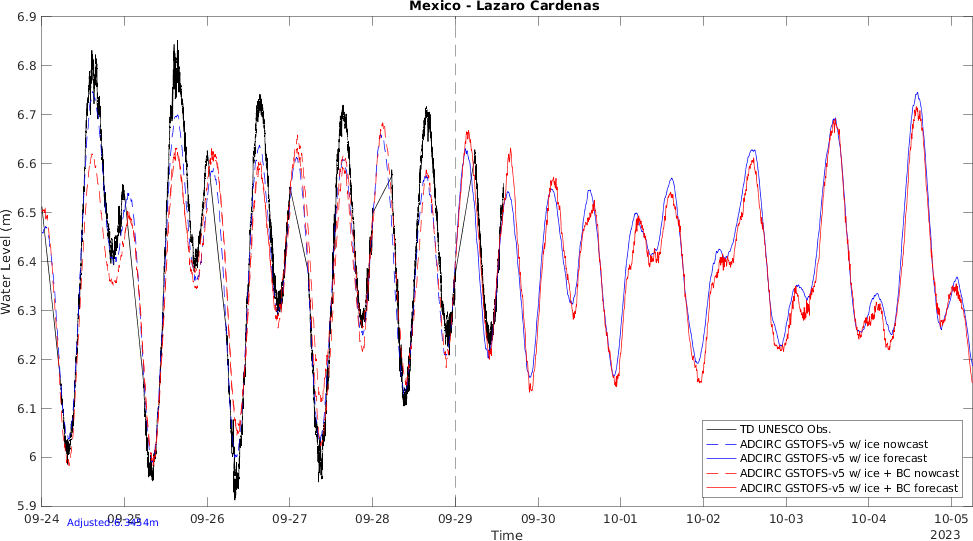 Mexico - Lazaro Cardenas
Water Level (m)
6.9
6.8
6.7
6.6
6.5
6.4
6.3
6.2
6.1
6
5.9
TD UNESCO Obs.
ADCIRC GSTOFS-v5 w/ ice nowcast
ADCIRC GSTOFS-v5 w/ ice forecast
ADCIRC GSTOFS-v5 w/ ice + BC nowcast
ADCIRC GSTOFS-v5 w/ ice + BC forecast
09-24 09-25 09-26 09-27 09-28 09-29 09-30 10-01 10-02 10-03 10-04 10-05
Adjusted:6.3454m
Time
2023